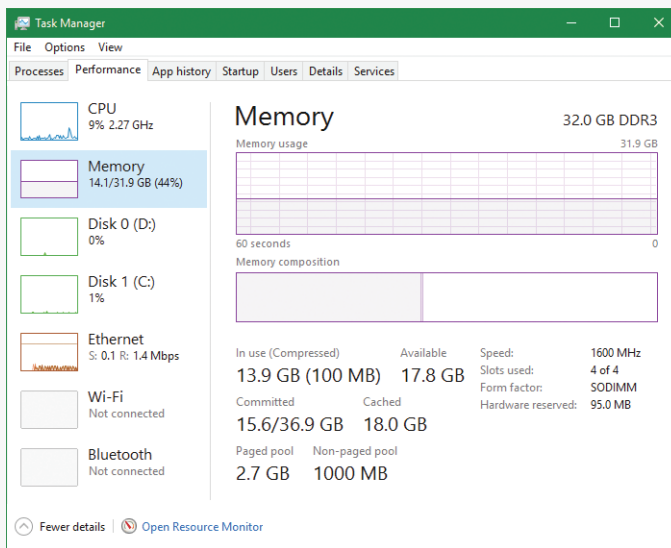 Task Manager
File Options View
Processes Performance App history Startup Users Details Services
CPU
9% 2.27 GHz
Memory
14.1/31.9 GB (44%)
Disk 0 (D:)
0%
Disk 1 (C:)
1%
Ethernet
S: 0.1 R: 1.4 Mbps
Wi-Fi
Not connected
Bluetooth
Not connected
Memory 32.0 GB DDR3
Memory usage 31.9 GB
60 seconds 0
Memory composition
In use (Compressed) Available
13.9 GB (100 MB) 17.8 GB
Committed Cached
15.6/36.9 GB 18.0 GB
Paged pool Non-paged pool
2.7 GB 1000 MB
Speed: 1600 MHz
Slots used: 4 of 4
Form factor: SODIMM
Hardware reserved: 95.0 MB
Fewer details Open Resource Monitor